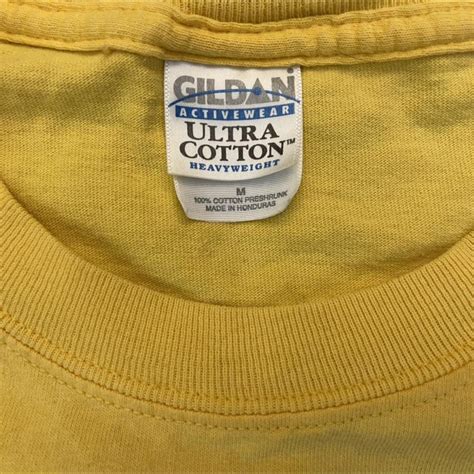 GILDAN
ACTIVEWEAR
ULTRA
COTTON™
HEAVYWEIGHT
M
100% COTTON PRESHRUNK
MADE IN HONDURAS